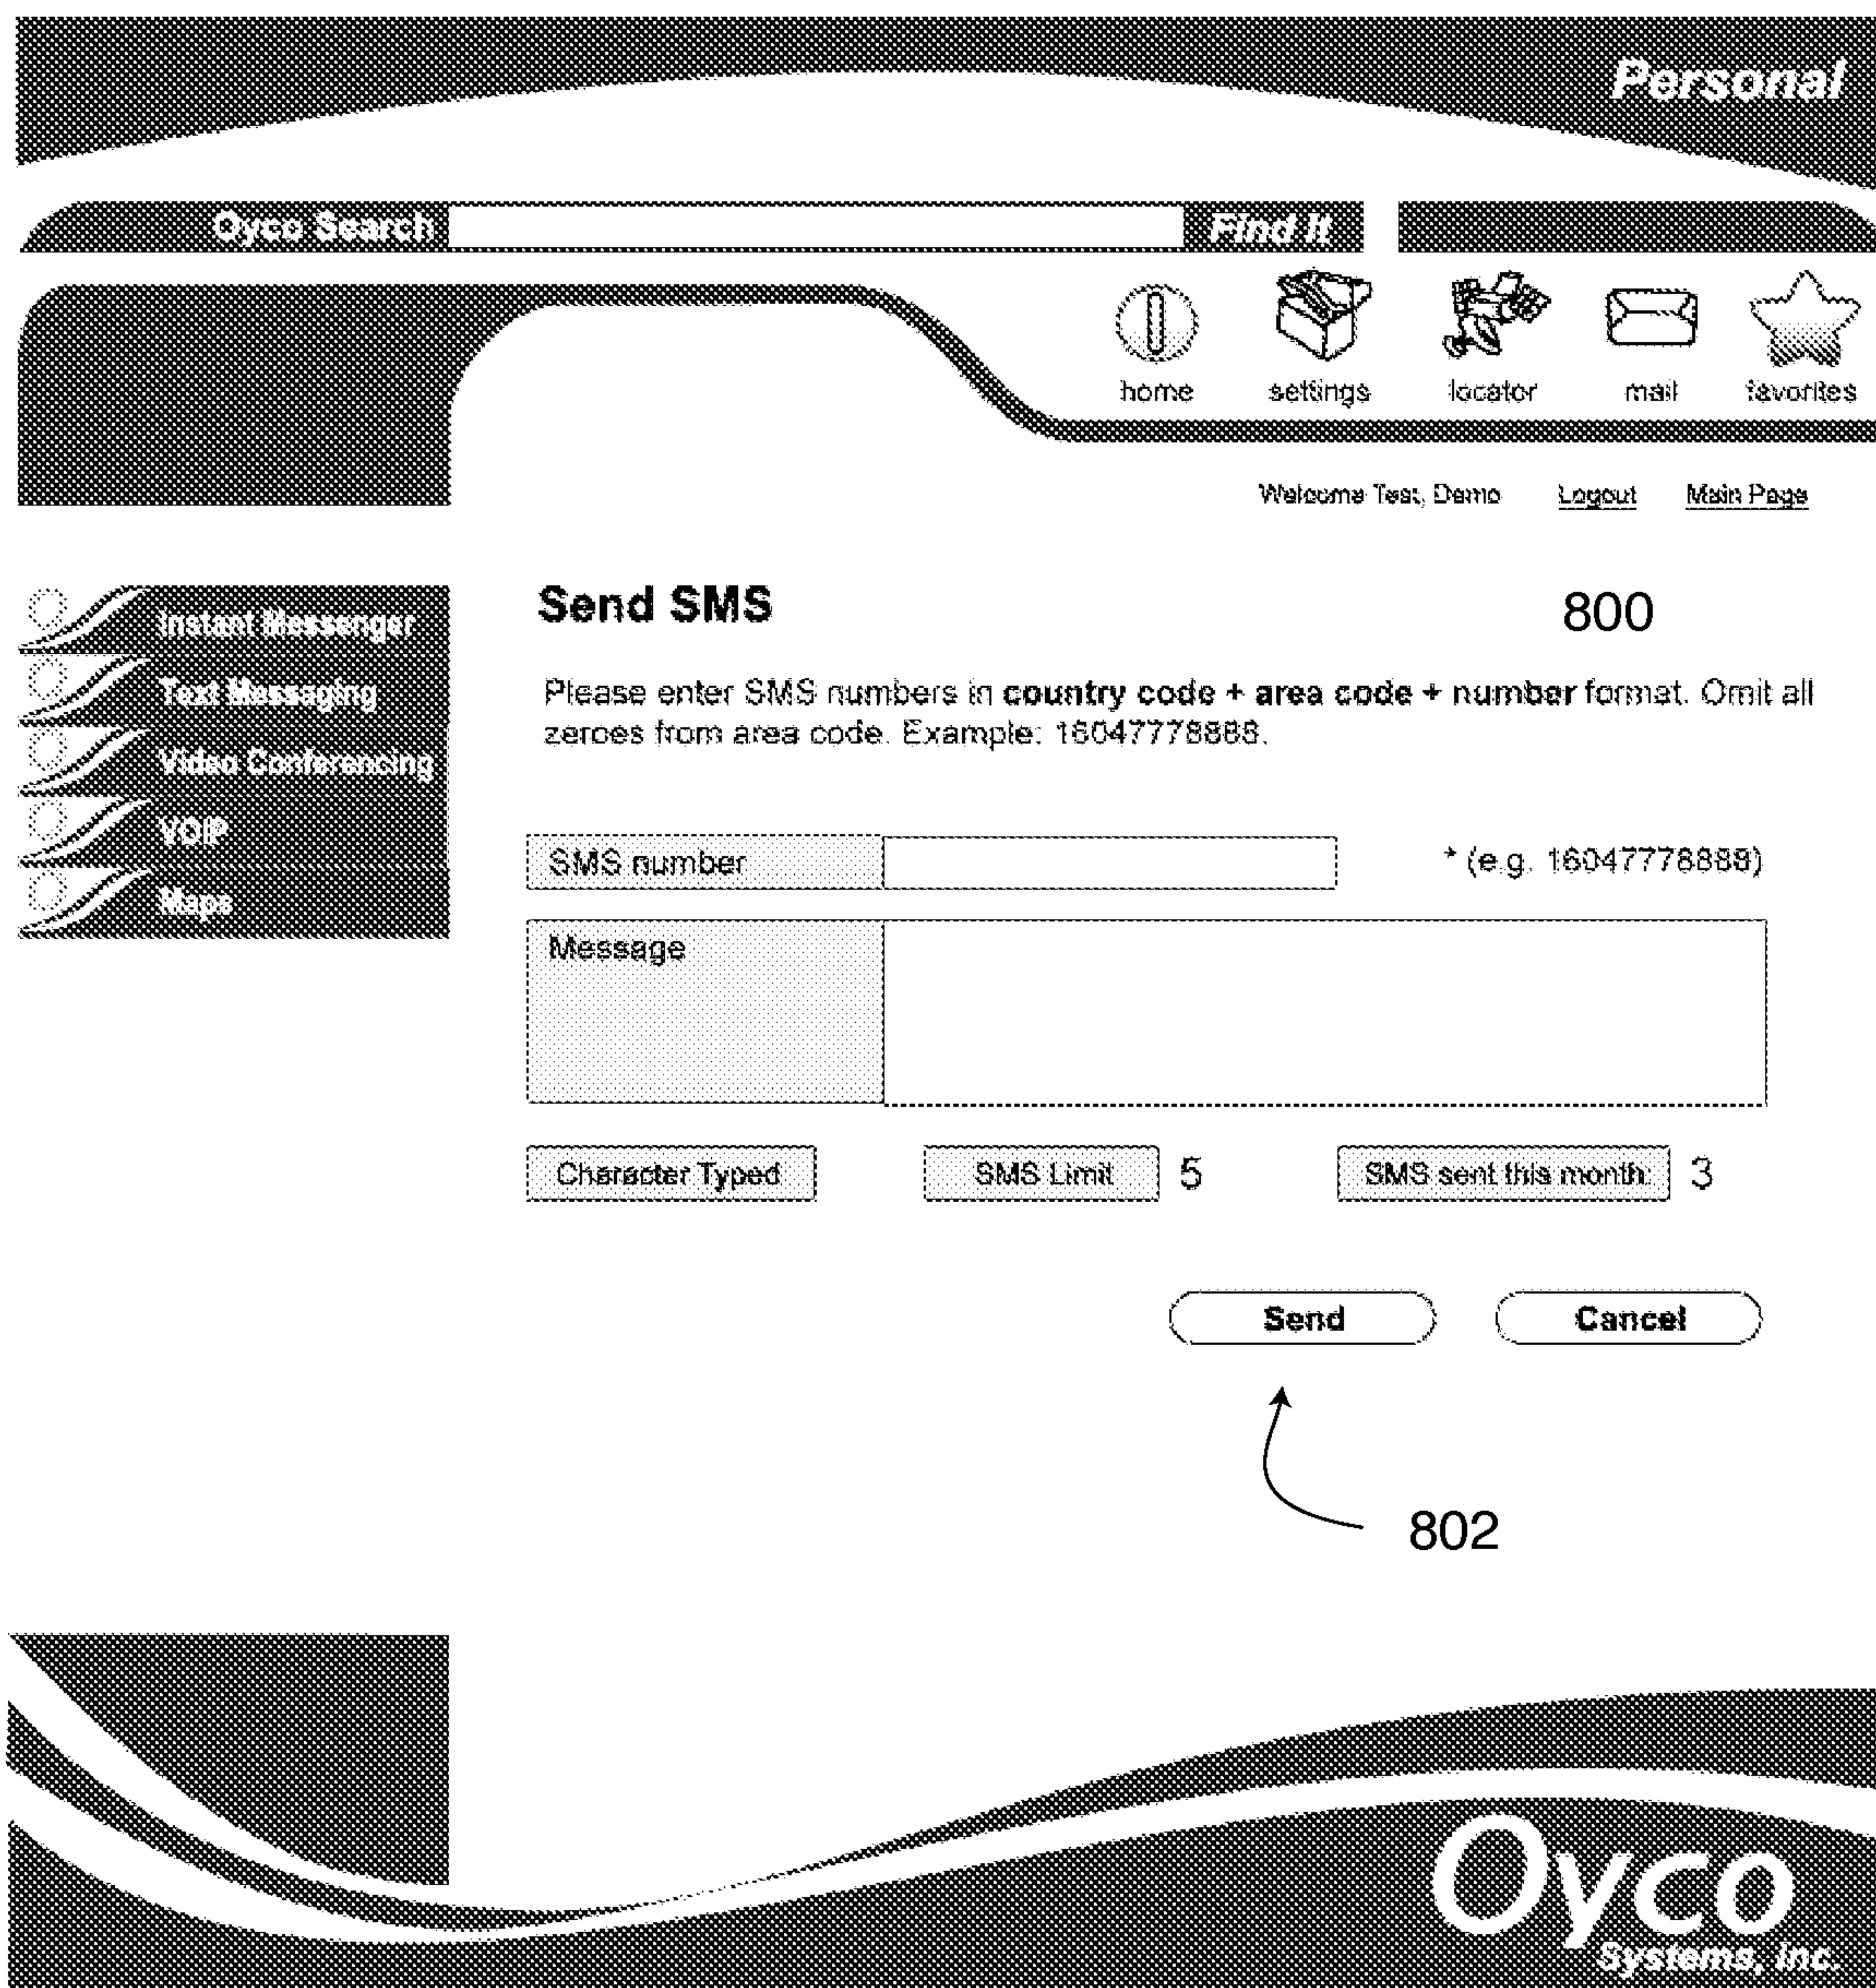 Personal
Oyco Search
Find It
home
settings
locator
mail
favorites
Welcome Test, Demo
Logout
Main Page
Instant Messenger
Text Messaging
Video Conferencing
VOIP
Maps
Send SMS
800
Please enter SMS numbers in country code + area code + number format. Omit all
zeroes from area code. Example: 16047778888.
SMS number
* (e.g. 16047778888)
Message
Character Typed
SMS Limit
5
SMS sent this month:
3
Send
Cancel
802
Oyco
Systems, Inc.